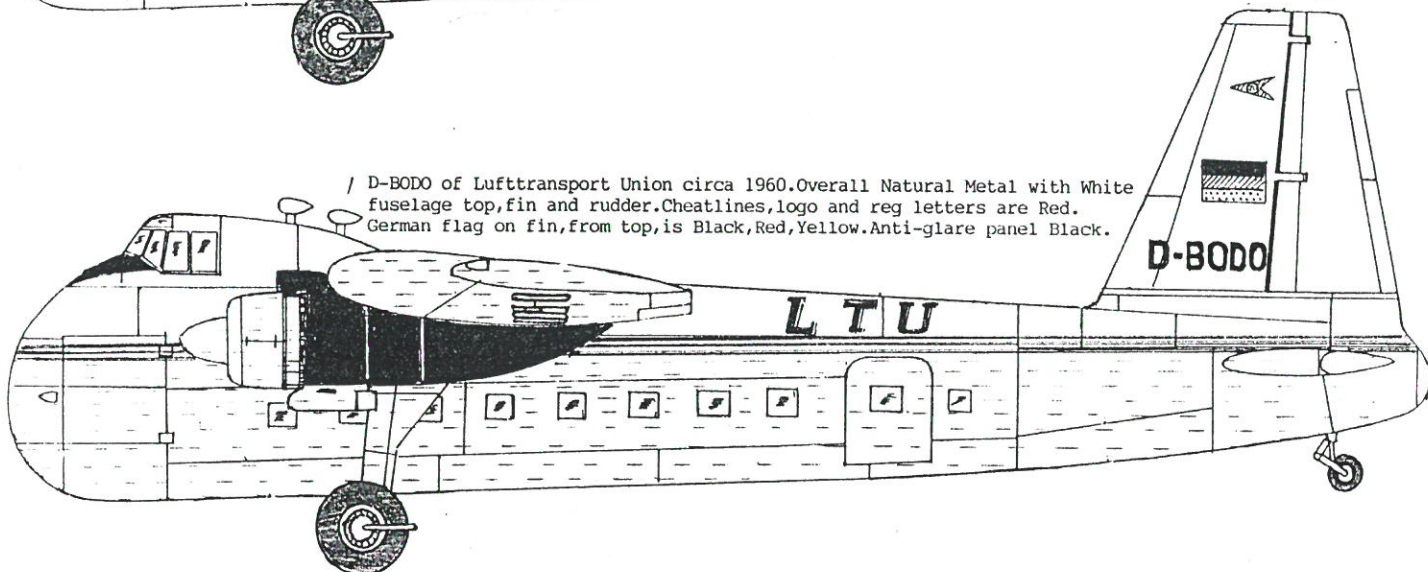 / D-BODO of Lufttransport Union circa 1960.Overall Natural Metal with White
fuselage top,fin and rudder.Cheatlines,logo and reg letters are Red.
German flag on fin,from top,is Black,Red,Yellow.Anti-glare panel Black.
D-BODO
LTU